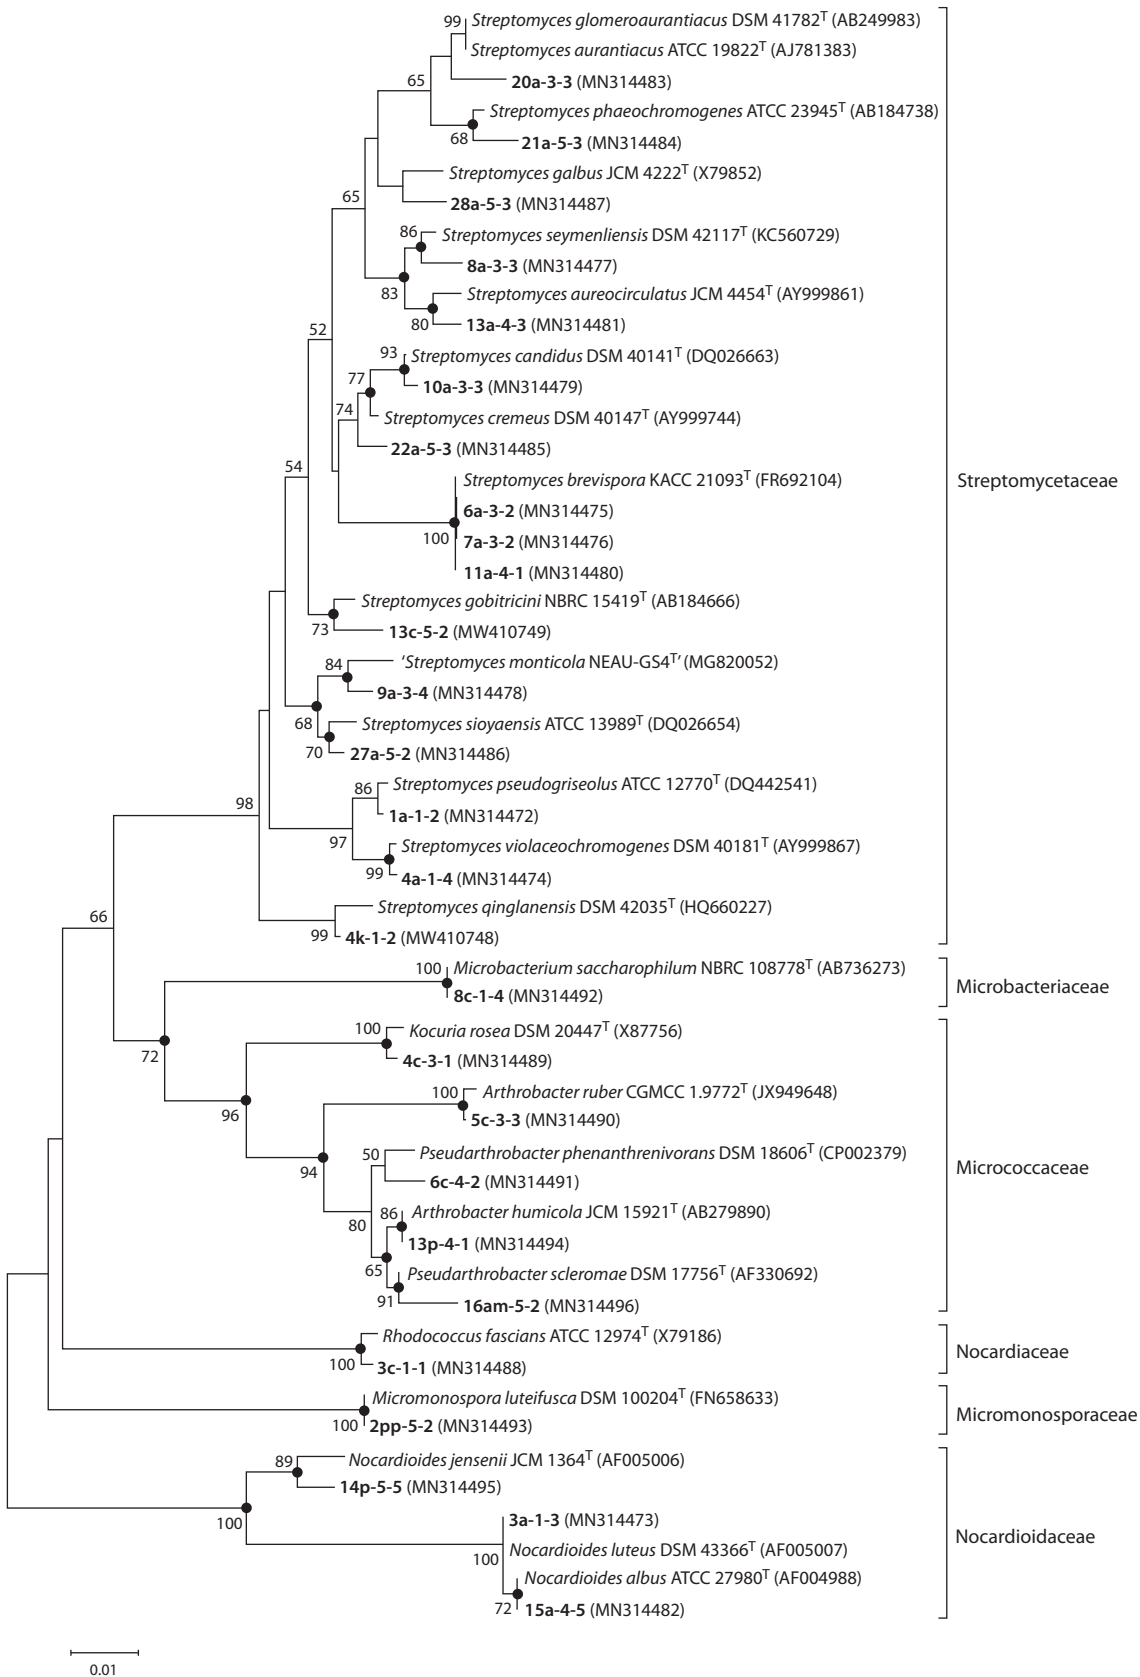 99 Streptomyces glomeroaurantiacus DSM 41782T (AB249983)
Streptomyces aurantiacus ATCC 19822T (AJ781383)
65
20a-3-3 (MN314483)
Streptomyces phaeochromogenes ATCC 23945T (AB184738)
68 21a-5-3 (MN314484)
Streptomyces galbus JCM 4222T (X79852)
65
28a-5-3 (MN314487)
86 Streptomyces seymenliensis DSM 42117T (KC560729)
8a-3-3 (MN314477)
83
Streptomyces aureocirculatus JCM 4454T (AY999861)
80 13a-4-3 (MN314481)
52
93 Streptomyces candidus DSM 40141T (DQ026663)
77
10a-3-3 (MN314479)
74
Streptomyces cremeus DSM 40147T (AY999744)
22a-5-3 (MN314485)
54
Streptomyces brevispora KACC 21093T (FR692104)
Streptomycetaceae
6a-3-2 (MN314475)
100 7a-3-2 (MN314476)
11a-4-1 (MN314480)
Streptomyces gobitricini NBRC 15419T (AB184666)
73 13c-5-2 (MW410749)
84 'Streptomyces monticola NEAU-GS4T' (MG820052)
9a-3-4 (MN314478)
68
Streptomyces sioyaensis ATCC 13989T (DQ026654)
70 27a-5-2 (MN314486)
86 Streptomyces pseudogriseolus ATCC 12770T (DQ442541)
98
1a-1-2 (MN314472)
97
Streptomyces violaceochromogenes DSM 40181T (AY999867)
99 4a-1-4 (MN314474)
Streptomyces qinglanensis DSM 42035T (HQ660227)
66
99 4k-1-2 (MW410748)
100 Microbacterium saccharophilum NBRC 108778T (AB736273)
Microbacteriaceae
8c-1-4 (MN314492)
100 Kocuria rosea DSM 20447T (X87756)
72
4c-3-1 (MN314489)
100 Arthrobacter ruber CGMCC 1.9772T (JX949648)
96
5c-3-3 (MN314490)
50 Pseudarthrobacter phenanthrenivorans DSM 18606T (CP002379)
Micrococcaceae
94
6c-4-2 (MN314491)
86 Arthrobacter humicola JCM 15921T (AB279890)
80
13p-4-1 (MN314494)
65
Pseudarthrobacter scleromae DSM 17756T (AF330692)
91 16am-5-2 (MN314496)
Rhodococcus fascians ATCC 12974T (X79186)
Nocardiaceae
100 3c-1-1 (MN314488)
Micromonospora luteifusca DSM 100204T (FN658633)
Micromonosporaceae
100 2pp-5-2 (MN314493)
89 Nocardioides jensenii JCM 1364T (AF005006)
14p-5-5 (MN314495)
100 3a-1-3 (MN314473)
Nocardioidaceae
Nocardioides luteus DSM 43366T (AF005007)
100
Nocardioides albus ATCC 27980T (AF004988)
72 15a-4-5 (MN314482)
0.01